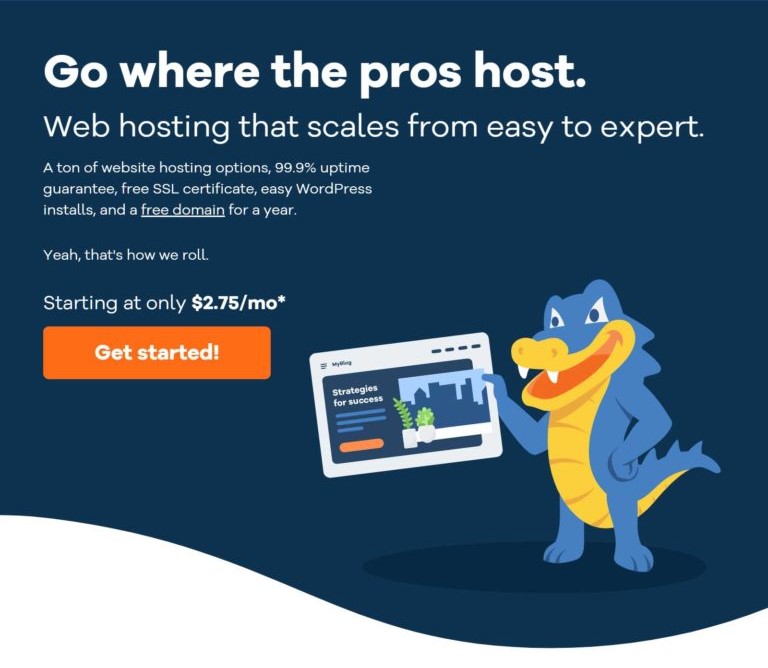 Go where the pros host.
Web hosting that scales from easy to expert.
A ton of website hosting options, 99.9% uptime
guarantee, free SSL certificate, easy WordPress
installs, and a free domain for a year.
Yeah, that's how we roll.
Starting at only $2.75/mo*
Get started!
MyBlog
Strategies
for success